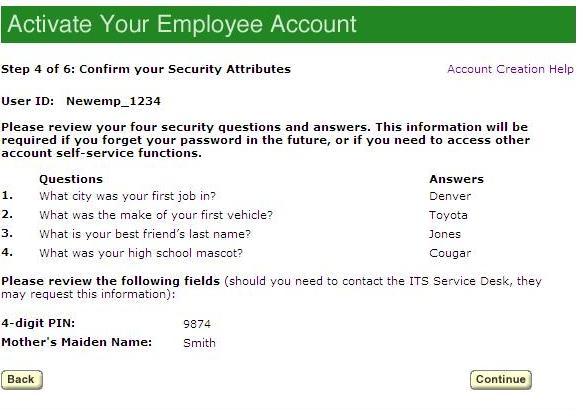 Activate Your Employee Account
Step 4 of 6: Confirm your Security Attributes Account Creation Help
User ID: Newemp_1234
Please review your four security questions and answers. This information will be
required if you forget your password in the future, or if you need to access other
account self-service functions.
Questions Answers
1. What city was your first job in? Denver
2. What was the make of your first vehicle? Toyota
3. What is your best friend's last name? Jones
4. What was your high school mascot? Cougar
Please review the following fields (should you need to contact the ITS Service Desk, they
may request this information):
4-digit PIN: 9874
Mother's Maiden Name: Smith
Back Continue